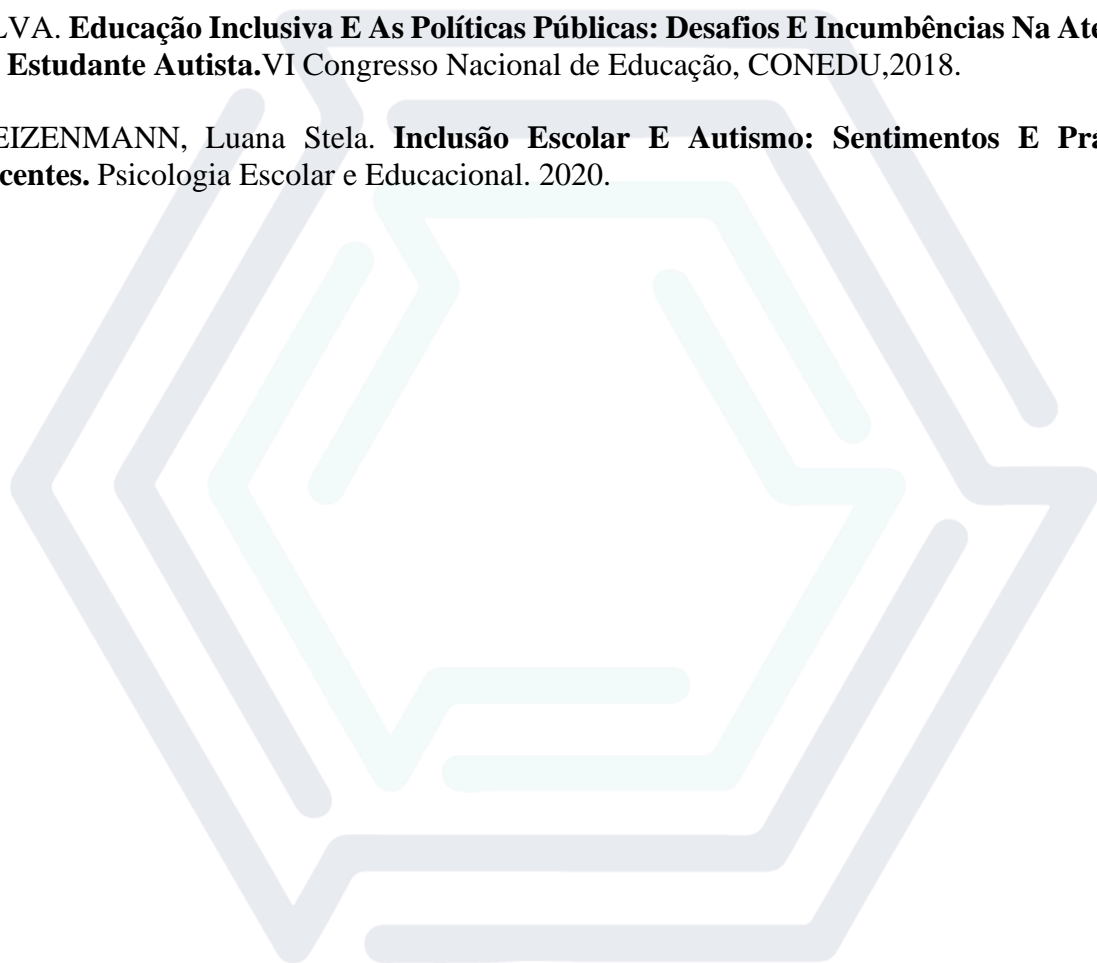 LVA. Educação Inclusiva E As Políticas Públicas: Desafios E Incumbências Na Ate
Estudante Autista.VI Congresso Nacional de Educação, CONEDU,2018.
EIZENMANN, Luana Stela. Inclusão Escolar E Autismo: Sentimentos E Prá
centes. Psicologia Escolar e Educacional. 2020.